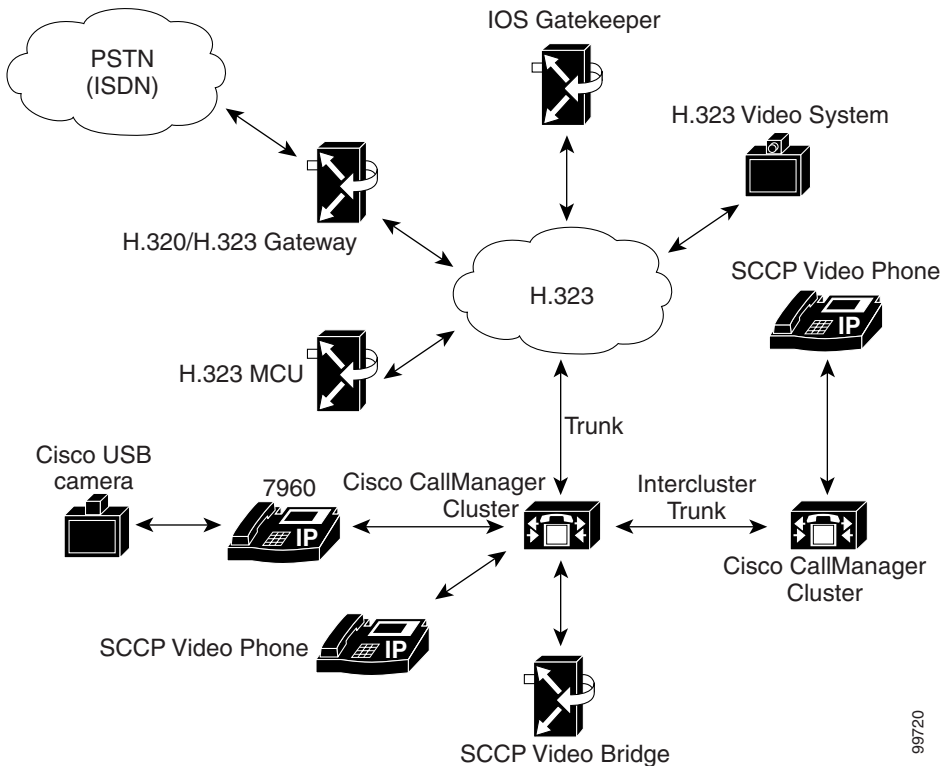 IOS Gatekeeper
PSTN
(ISDN)
H.323 Video System
H.320/H.323 Gateway
SCCP Video Phone
H.323
IP
H.323 MCU
Trunk
Cisco USB
camera
7960
Cisco CallManager
Cluster
Intercluster
Trunk
IP
Cisco CallManager
Cluster
SCCP Video Phone
IP
SCCP Video Bridge
99720